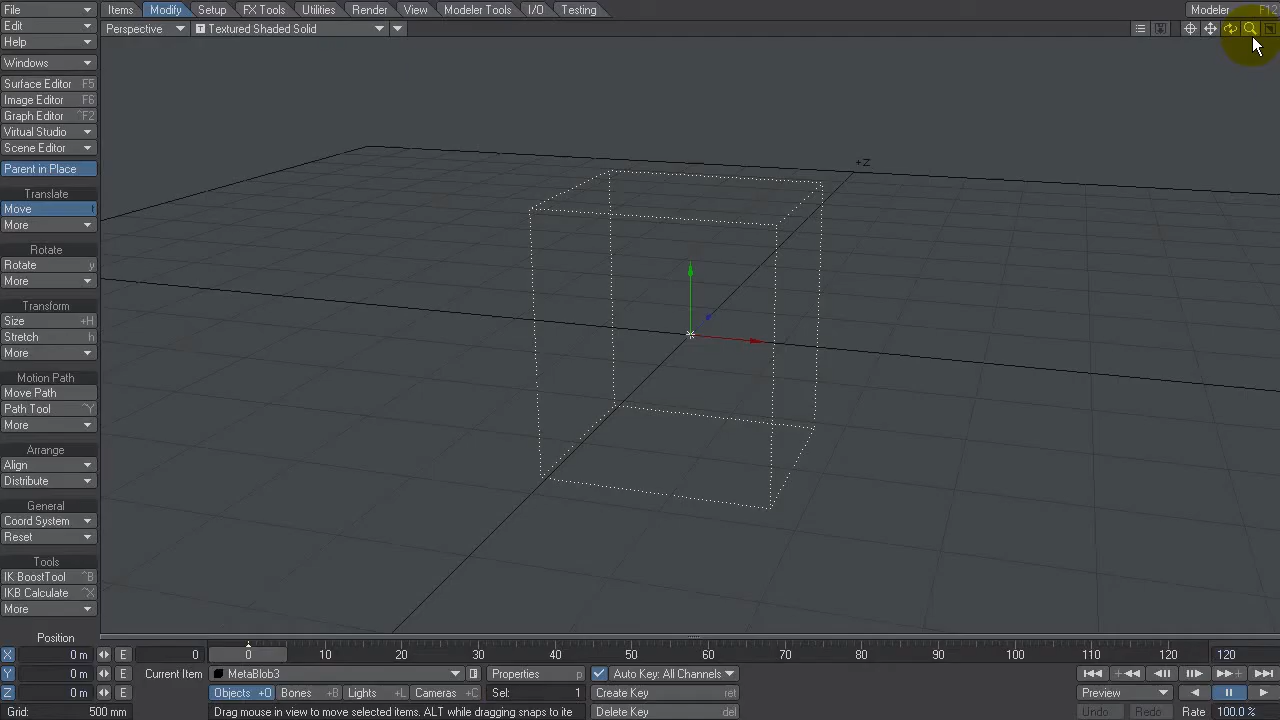 Items Modify Setup FX Tools Utilities Render View Modeler Tools I/O Testing Modeler F12
File
Edit
Help
Perspective Textured Shaded Solid
Windows
Surface Editor F5
Image Editor F6
Graph Editor ^F2
Virtual Studio
Scene Editor
Parent in Place
Translate
Move t
More
Rotate
Rotate y
More
Transform
Size +H
Stretch h
More
Motion Path
Move Path
Path Tool ^Y
More
Arrange
Align
Distribute
General
Coord System
Reset
Tools
IK BoostTool ^B
IKB Calculate ^X
More
+Z
Position
X 0 m E 0 0 10 20 30 40 50 60 70 80 90 100 110 120 120
Y 0 m E Current Item MetaBlob3 Properties p Auto Key: All Channels
Z 0 m E Objects +O Bones +B Lights +L Cameras +C Sel: 1 Create Key ret Preview
Grid: 500 mm Drag mouse in view to move selected items. ALT while dragging snaps to ite Delete Key del Undo Redo Rate 100.0 %